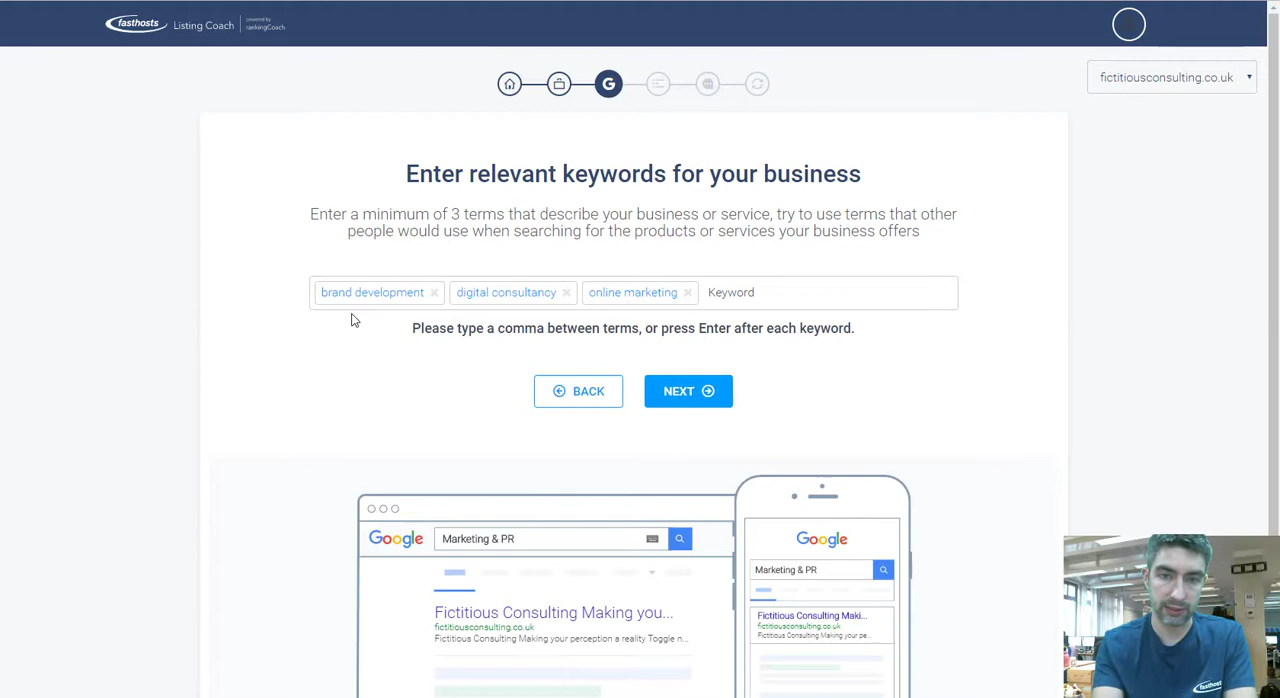 fasthosts Listing Coach powered by rankingCoach
fictitiousconsulting.co.uk
G
Enter relevant keywords for your business
Enter a minimum of 3 terms that describe your business or service, try to use terms that other
people would use when searching for the products or services your business offers
brand development digital consultancy online marketing Keyword
Please type a comma between terms, or press Enter after each keyword.
BACK NEXT
Google Marketing & PR
Google
Marketing & PR
Fictitious Consulting Making you...
fictitiousconsulting.co.uk
Fictitious Consulting Making your perception a reality Toggle n...
Fictitious Consulting Maki...
fictitiousconsulting.co.uk
Fictitious Consulting Making your pe...
fasthosts